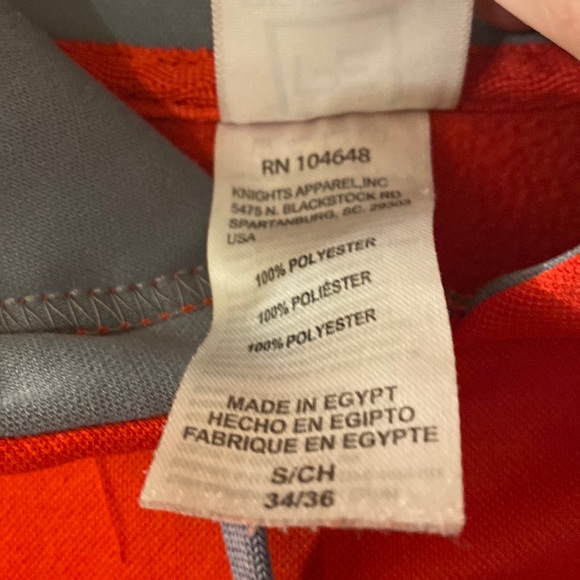 RN 104648
KNIGHTS APPAREL,INC
5475 N. BLACKSTOCK RD
SPARTANBURG, SC. 29303
USA
100% POLYESTER
100% POLIÉSTER
100% POLYESTER
MADE IN EGYPT
HECHO EN EGIPTO
FABRIQUE EN EGYPTE
S/CH
34/36